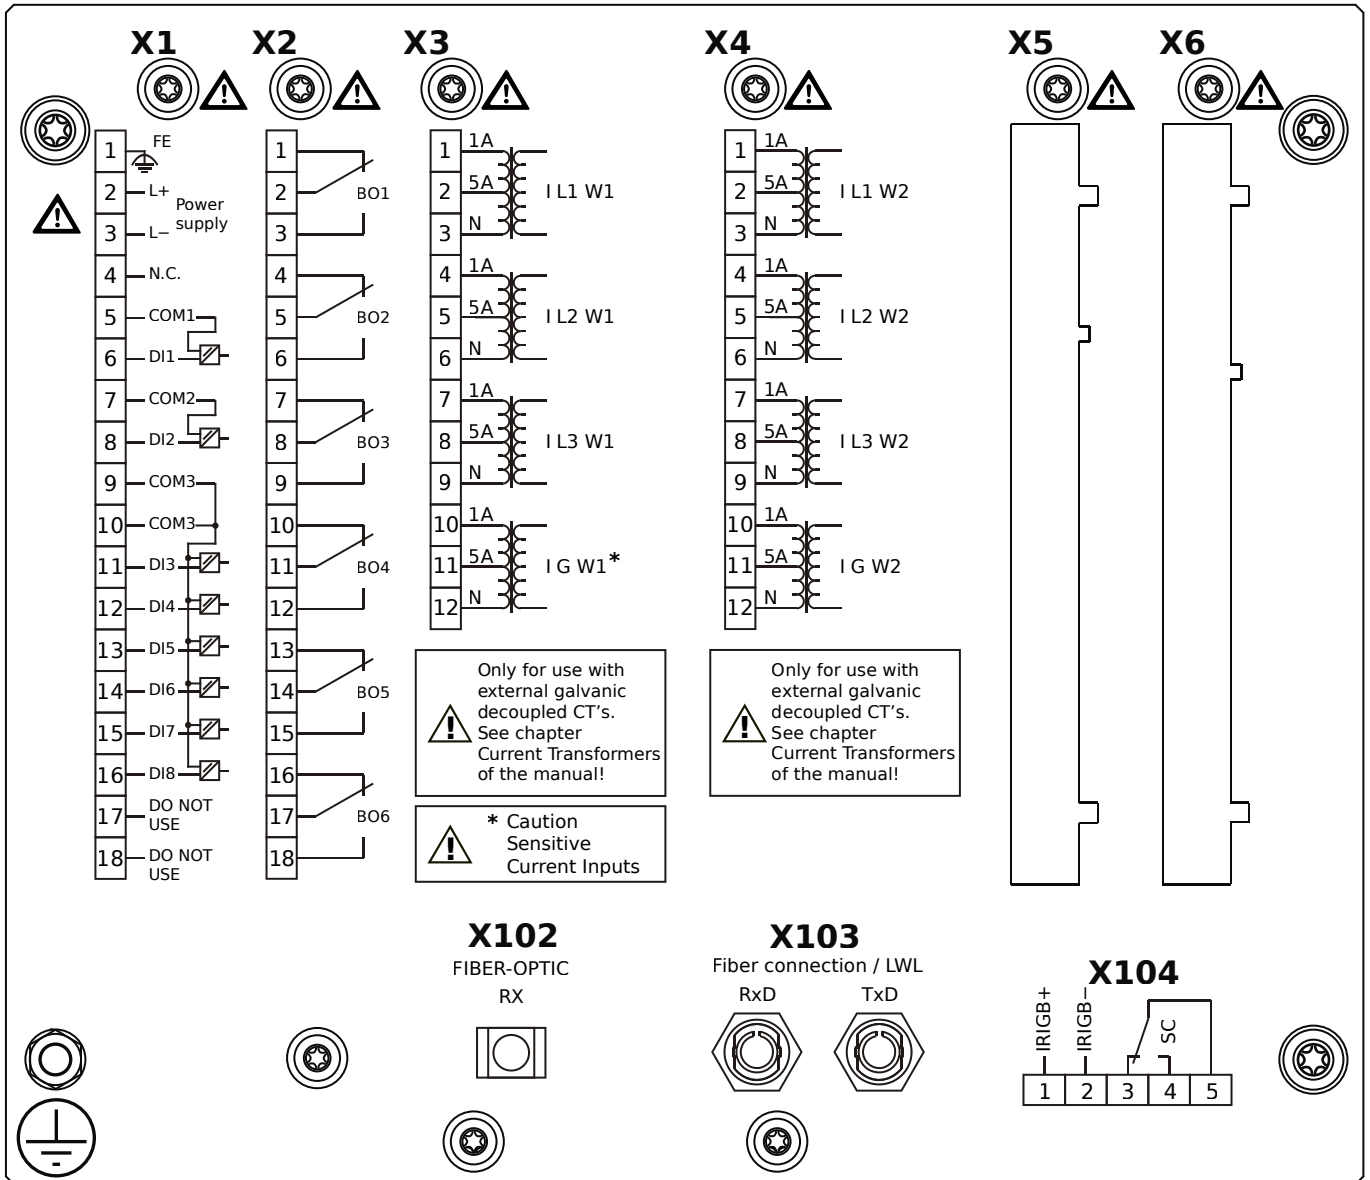 X1
X2
X3
X4
X5
X6
1
FE
2
L+
Power
supply
3
L−
4
N.C.
5
COM1
6
DI1
7
COM2
8
DI2
9
COM3
10
COM3
11
DI3
12
DI4
13
DI5
14
DI6
15
DI7
16
DI8
17
DO NOT
USE
18
DO NOT
USE
1
2
BO1
3
4
5
BO2
6
7
8
BO3
9
10
11
BO4
12
13
14
BO5
15
16
17
BO6
18
1
1A
2
5A
I L1 W1
3
N
4
1A
5
5A
I L2 W1
6
N
7
1A
8
5A
I L3 W1
9
N
10
1A
11
5A
I G W1*
12
N
Only for use with
external galvanic
decoupled CT's.
See chapter
Current Transformers
of the manual!
* Caution
Sensitive
Current Inputs
1
1A
2
5A
I L1 W2
3
N
4
1A
5
5A
I L2 W2
6
N
7
1A
8
5A
I L3 W2
9
N
10
1A
11
5A
I G W2
12
N
Only for use with
external galvanic
decoupled CT's.
See chapter
Current Transformers
of the manual!
X102
FIBER-OPTIC
RX
X103
Fiber connection / LWL
RxD
TxD
X104
IRIGB+
IRIGB−
SC
1
2
3
4
5